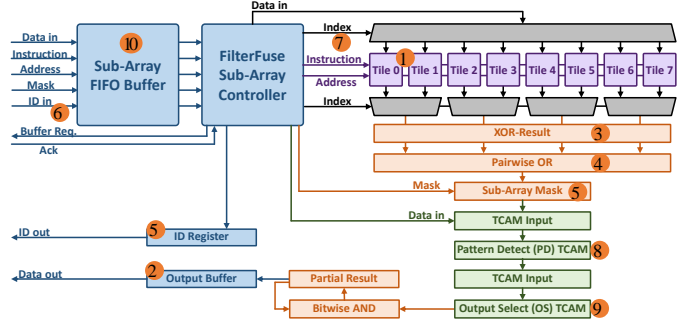 Data in
Data in
Instruction
Address
Mask
ID in
6
Buffer Req.
Ack
10
Sub-Array
FIFO Buffer
FilterFuse
Sub-Array
Controller
Index
7
Instruction
Address
Index
1
Tile 0
Tile 1
Tile 2
Tile 3
Tile 4
Tile 5
Tile 6
Tile 7
XOR-Result
3
Pairwise OR
4
Mask
Sub-Array Mask
5
Data in
TCAM Input
Pattern Detect (PD) TCAM
8
TCAM Input
Output Select (OS) TCAM
9
ID out
5
ID Register
Data out
2
Output Buffer
Partial Result
Bitwise AND